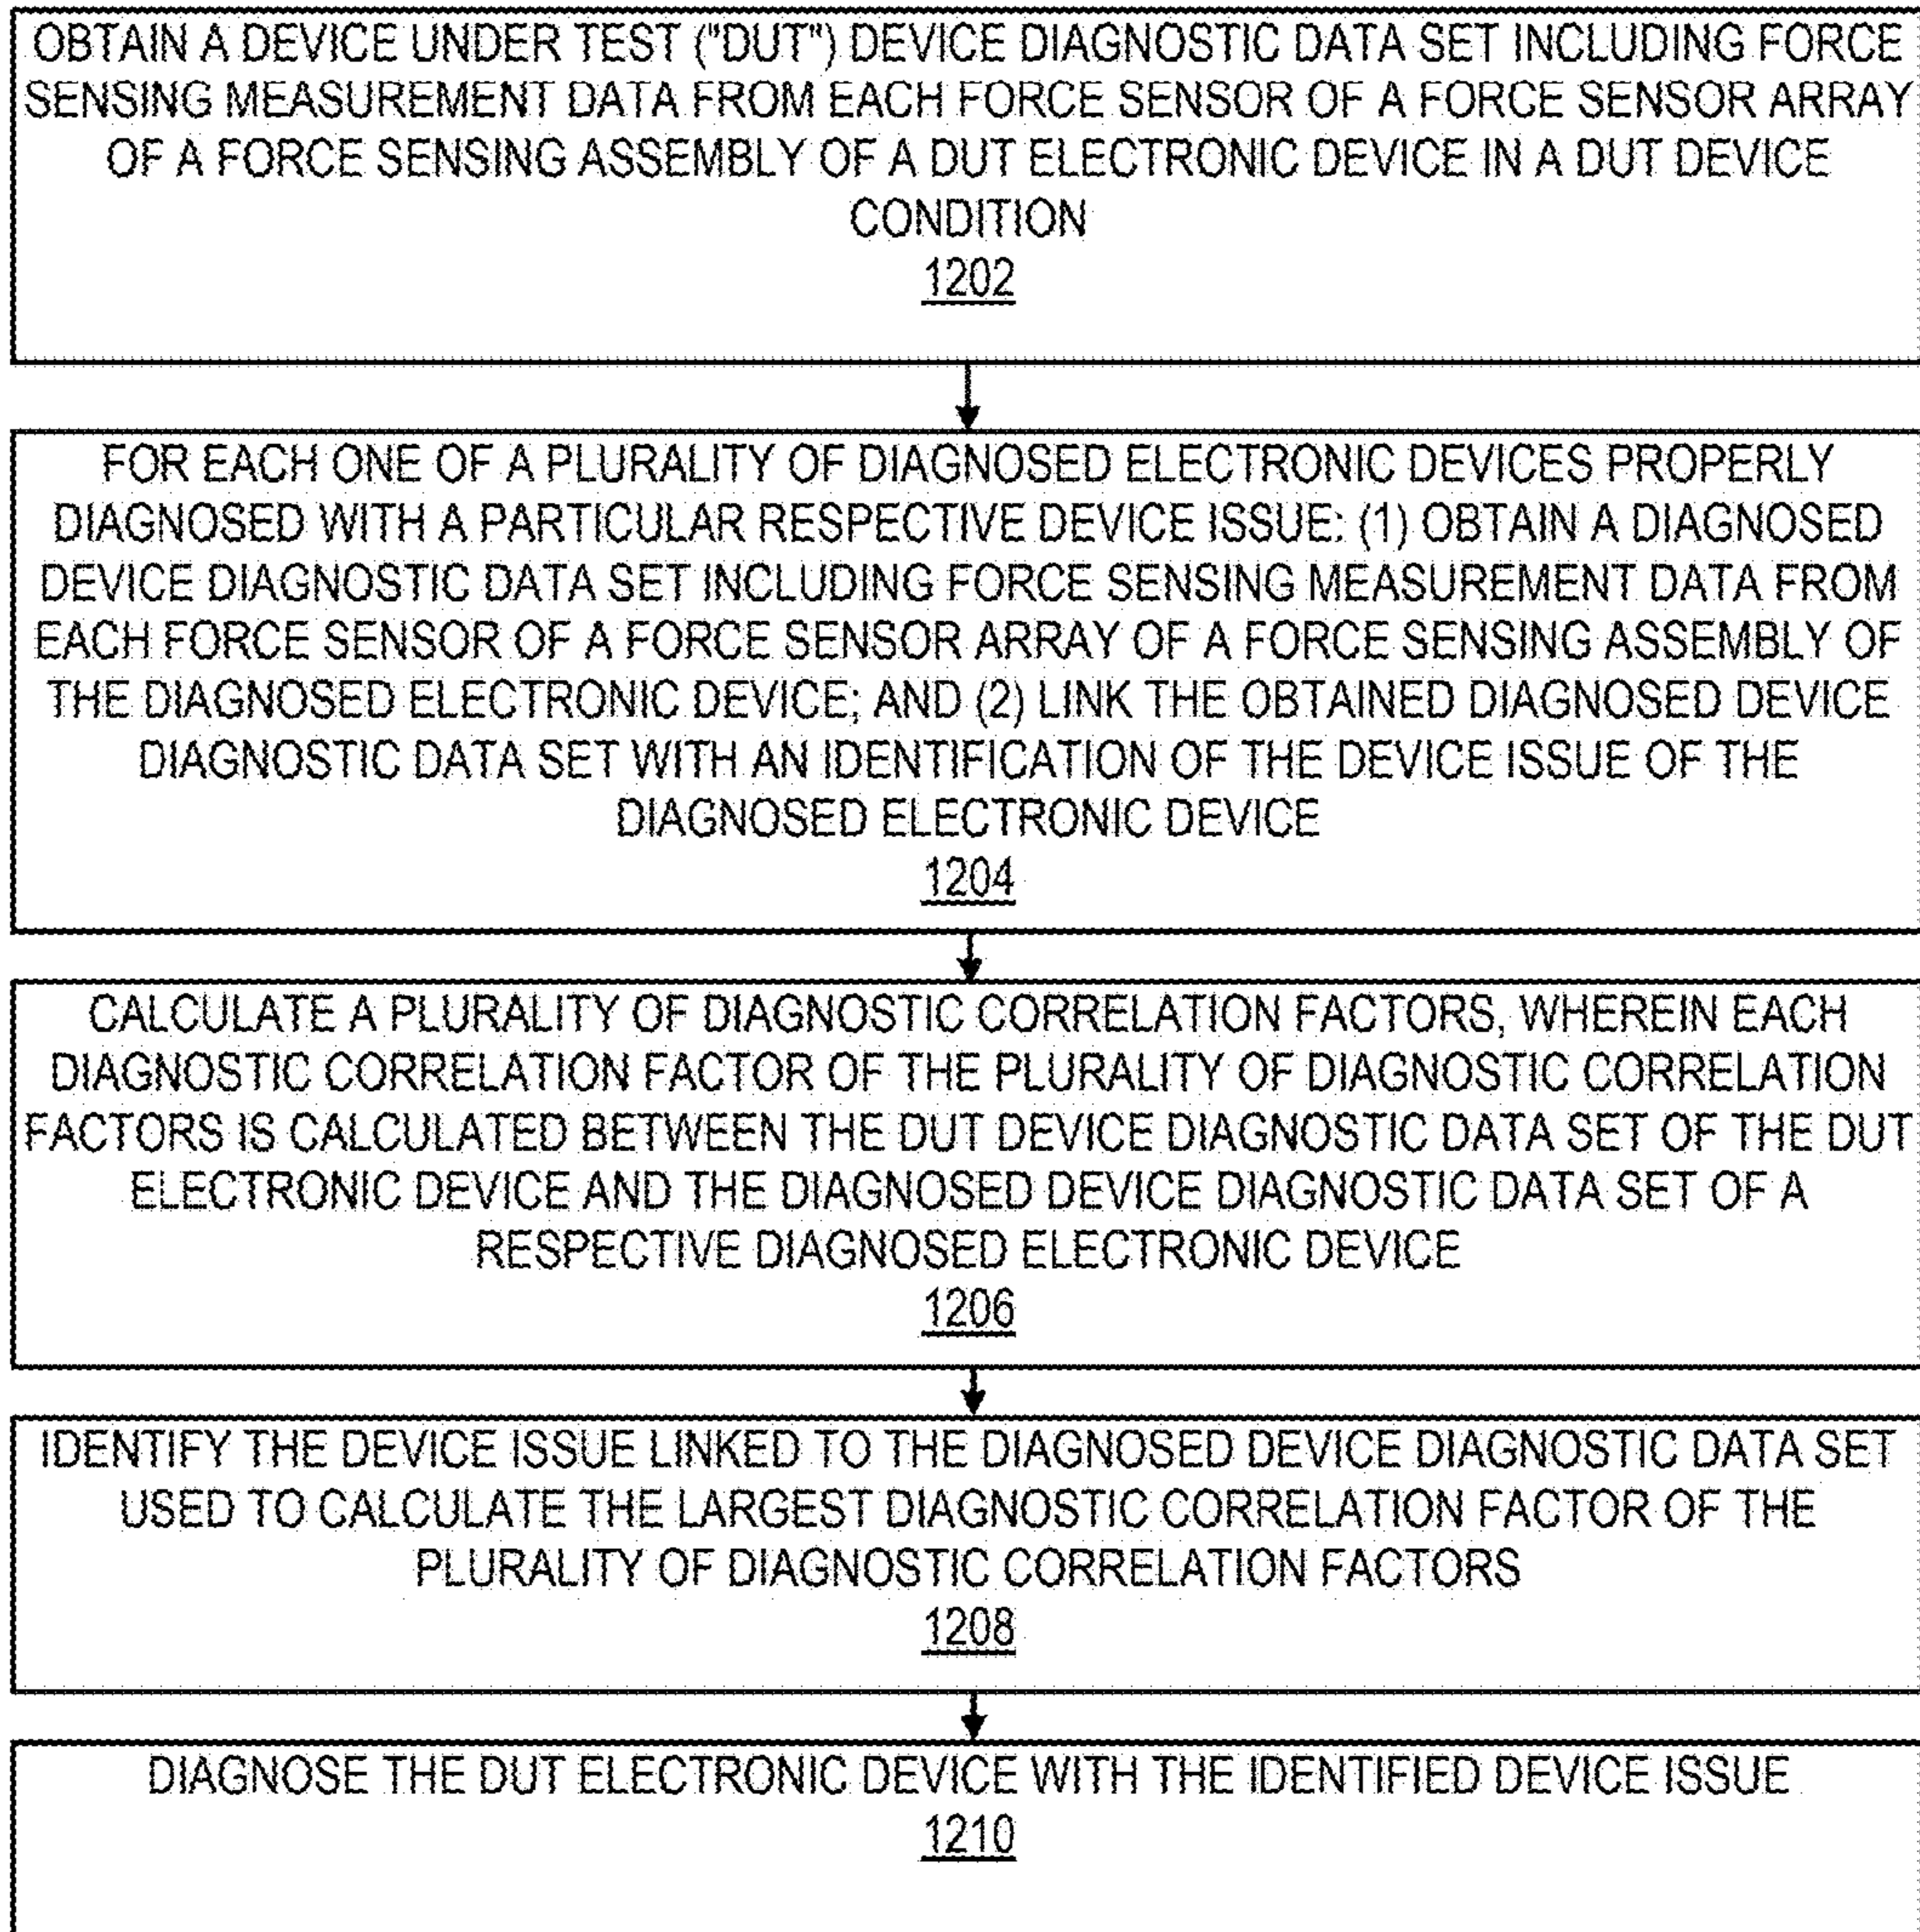 OBTAIN A DEVICE UNDER TEST ("DUT") DEVICE DIAGNOSTIC DATA SET INCLUDING FORCE
SENSING MEASUREMENT DATA FROM EACH FORCE SENSOR OF A FORCE SENSOR ARRAY
OF A FORCE SENSING ASSEMBLY OF A DUT ELECTRONIC DEVICE IN A DUT DEVICE
CONDITION
1202
FOR EACH ONE OF A PLURALITY OF DIAGNOSED ELECTRONIC DEVICES PROPERLY
DIAGNOSED WITH A PARTICULAR RESPECTIVE DEVICE ISSUE: (1) OBTAIN A DIAGNOSED
DEVICE DIAGNOSTIC DATA SET INCLUDING FORCE SENSING MEASUREMENT DATA FROM
EACH FORCE SENSOR OF A FORCE SENSOR ARRAY OF A FORCE SENSING ASSEMBLY OF
THE DIAGNOSED ELECTRONIC DEVICE; AND (2) LINK THE OBTAINED DIAGNOSED DEVICE
DIAGNOSTIC DATA SET WITH AN IDENTIFICATION OF THE DEVICE ISSUE OF THE
DIAGNOSED ELECTRONIC DEVICE
1204
CALCULATE A PLURALITY OF DIAGNOSTIC CORRELATION FACTORS, WHEREIN EACH
DIAGNOSTIC CORRELATION FACTOR OF THE PLURALITY OF DIAGNOSTIC CORRELATION
FACTORS IS CALCULATED BETWEEN THE DUT DEVICE DIAGNOSTIC DATA SET OF THE DUT
ELECTRONIC DEVICE AND THE DIAGNOSED DEVICE DIAGNOSTIC DATA SET OF A
RESPECTIVE DIAGNOSED ELECTRONIC DEVICE
1206
IDENTIFY THE DEVICE ISSUE LINKED TO THE DIAGNOSED DEVICE DIAGNOSTIC DATA SET
USED TO CALCULATE THE LARGEST DIAGNOSTIC CORRELATION FACTOR OF THE
PLURALITY OF DIAGNOSTIC CORRELATION FACTORS
1208
DIAGNOSE THE DUT ELECTRONIC DEVICE WITH THE IDENTIFIED DEVICE ISSUE
1210